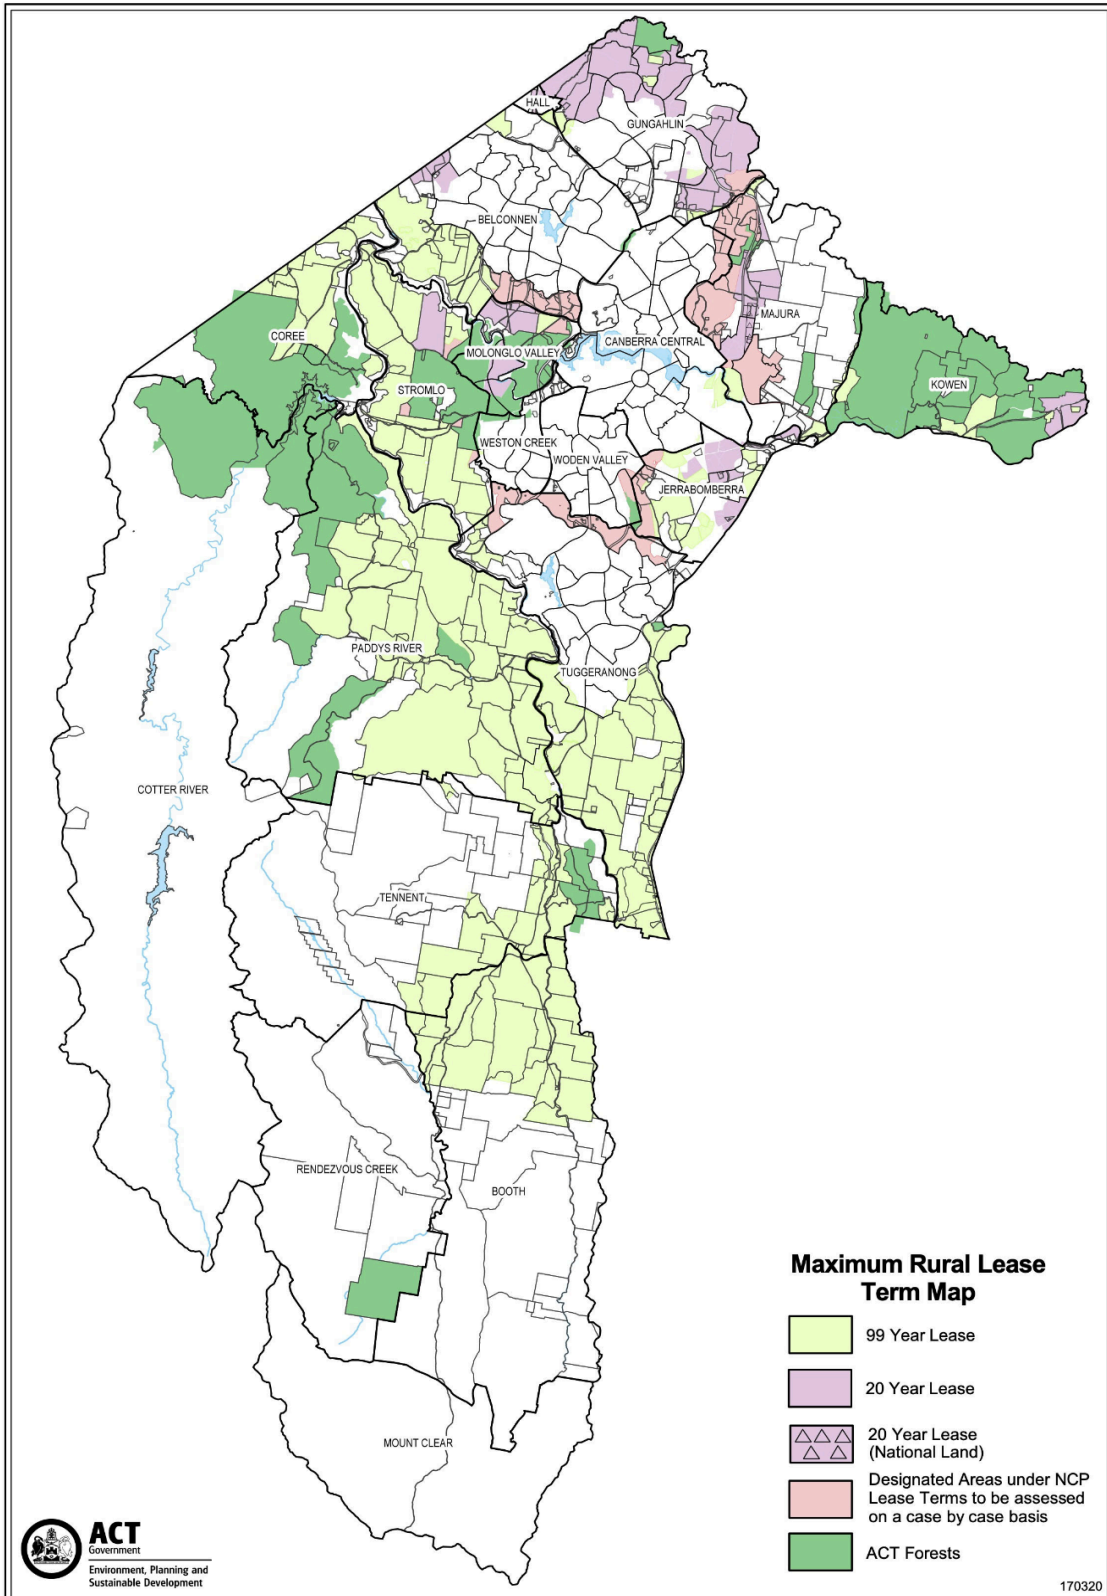 HALL
GUNGAHLIN
BELCONNEN
MAJURA
COREE
CANBERRA CENTRAL
MOLONGLO VALLEY
KOWEN
STROMLO
WESTON CREEK
WODEN VALLEY
JERRABOMBERRA
PADDYS RIVER
TUGGERANONG
COTTER RIVER
TENNENT
RENDEZVOUS CREEK
BOOTH
MOUNT CLEAR
Maximum Rural Lease
Term Map
99 Year Lease
20 Year Lease
20 Year Lease
(National Land)
Designated Areas under NCP
Lease Terms to be assessed
on a case by case basis
ACT Forests
ACT
Government
Environment, Planning and
Sustainable Development
170320